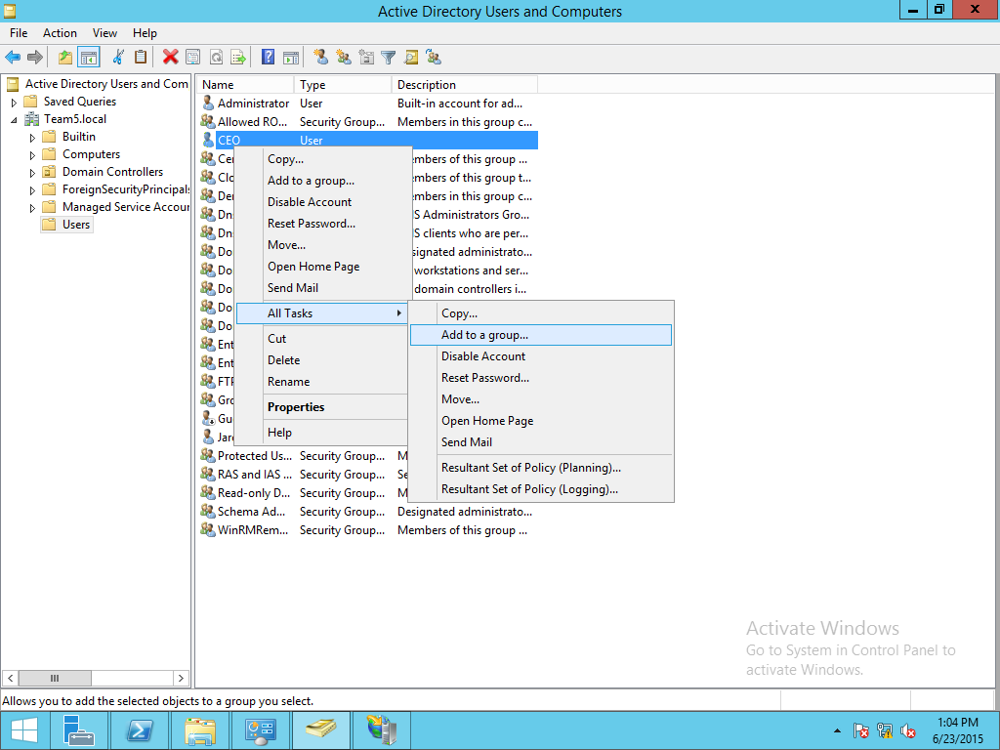 Active Directory Users and Computers
File Action View Help
Active Directory Users and Com
Saved Queries
Team5.local
Builtin
Computers
Domain Controllers
ForeignSecurityPrincipals
Managed Service Accour
Users
Name Type Description
Administrator User Built-in account for ad...
Allowed RO... Security Group... Members in this group c...
CEO User
Cer embers of this group ...
Clo embers of this group t...
Der embers in this group c...
Dns S Administrators Gro...
Dns S clients who are per...
Do signated administrato...
Do workstations and ser...
Do domain controllers i...
Do
Do
Ent
Ent
FTP
Gro
Gu
Jare
Protected Us... Security Group... M
RAS and IAS ... Security Group... Se
Read-only D... Security Group... M
Schema Ad... Security Group... Designated administrato...
WinRMRem... Security Group... Members of this group ...
Copy...
Add to a group...
Disable Account
Reset Password...
Move...
Open Home Page
Send Mail
All Tasks
Cut
Delete
Rename
Properties
Help
Copy...
Add to a group...
Disable Account
Reset Password...
Move...
Open Home Page
Send Mail
Resultant Set of Policy (Planning)...
Resultant Set of Policy (Logging)...
Activate Windows
Go to System in Control Panel to
activate Windows.
Allows you to add the selected objects to a group you select.
1:04 PM
6/23/2015